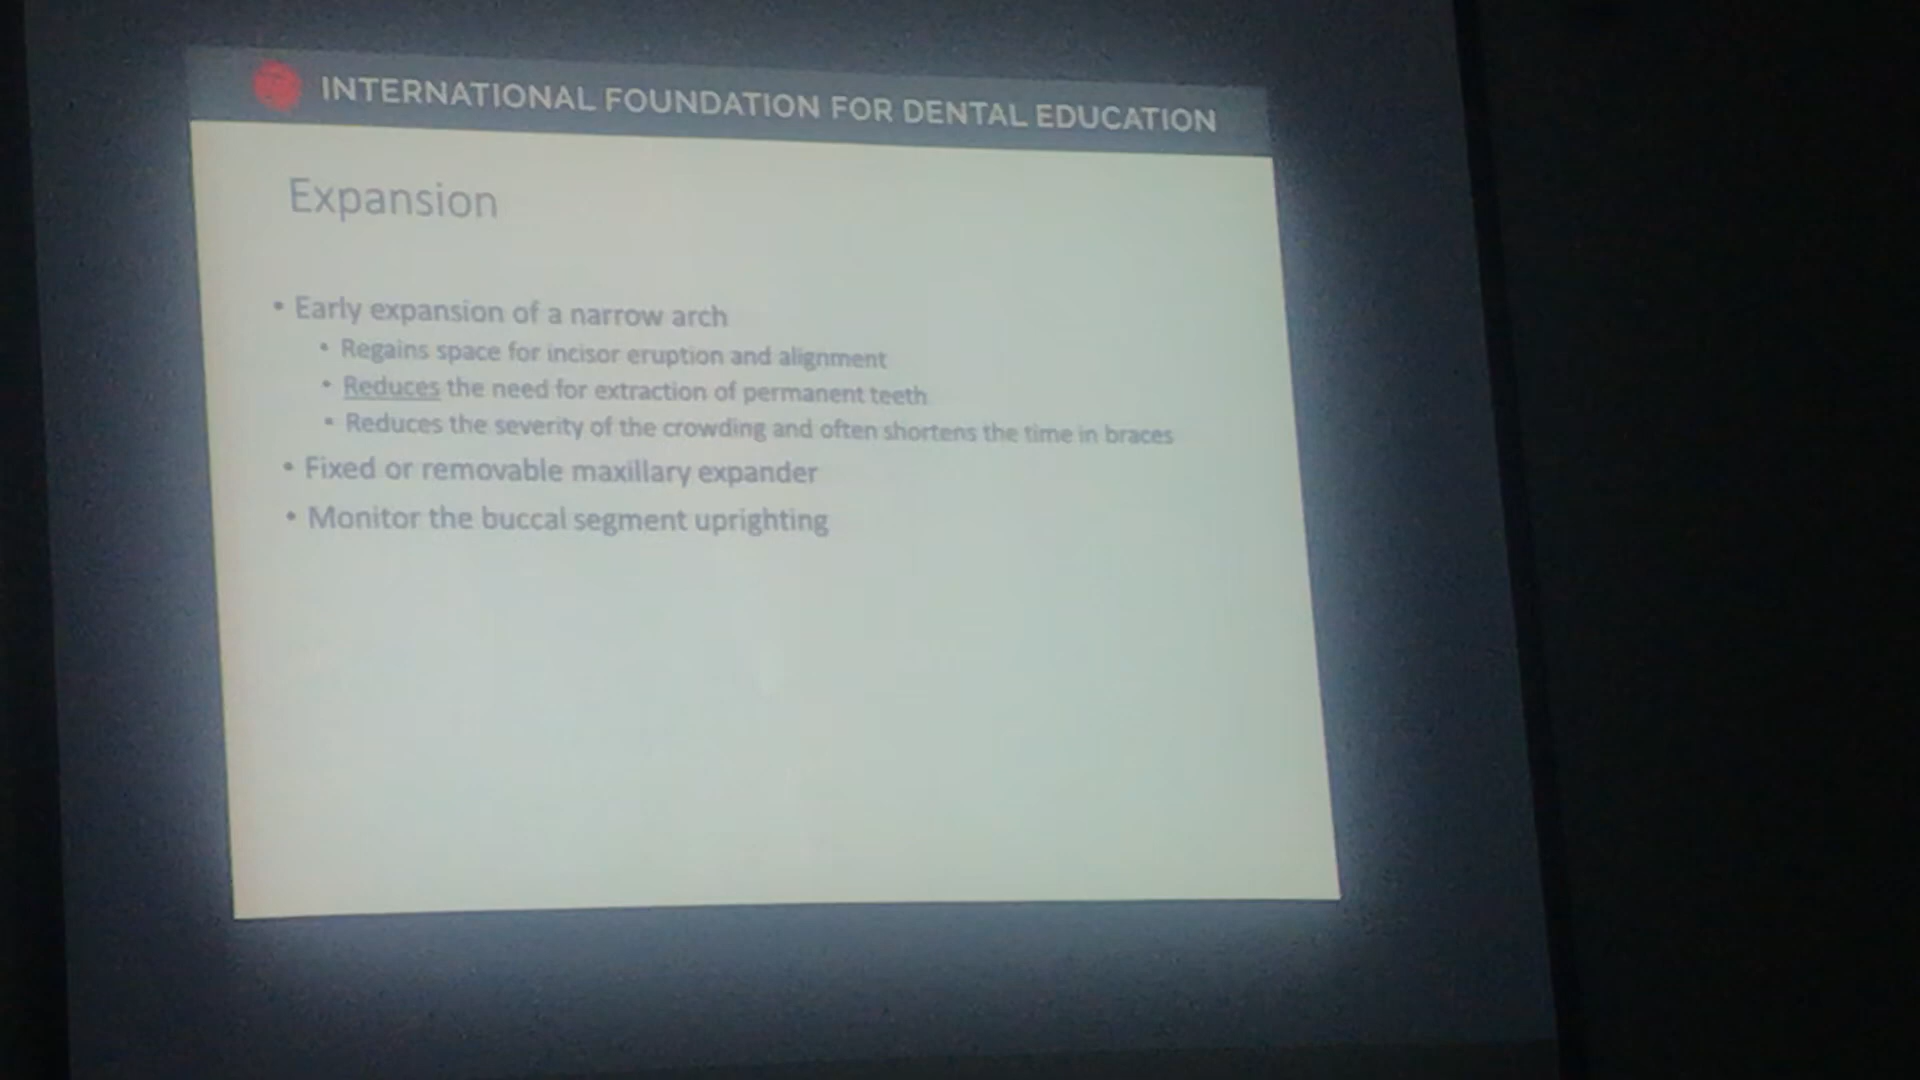 INTERNATIONAL FOUNDATION FOR DENTAL EDUCATION
Expansion
• Early expansion of a narrow arch
• Regains space for incisor eruption and alignment
• Reduces the need for extraction of permanent teeth
• Reduces the severity of the crowding and often shortens the time in braces
• Fixed or removable maxillary expander
• Monitor the buccal segment uprighting